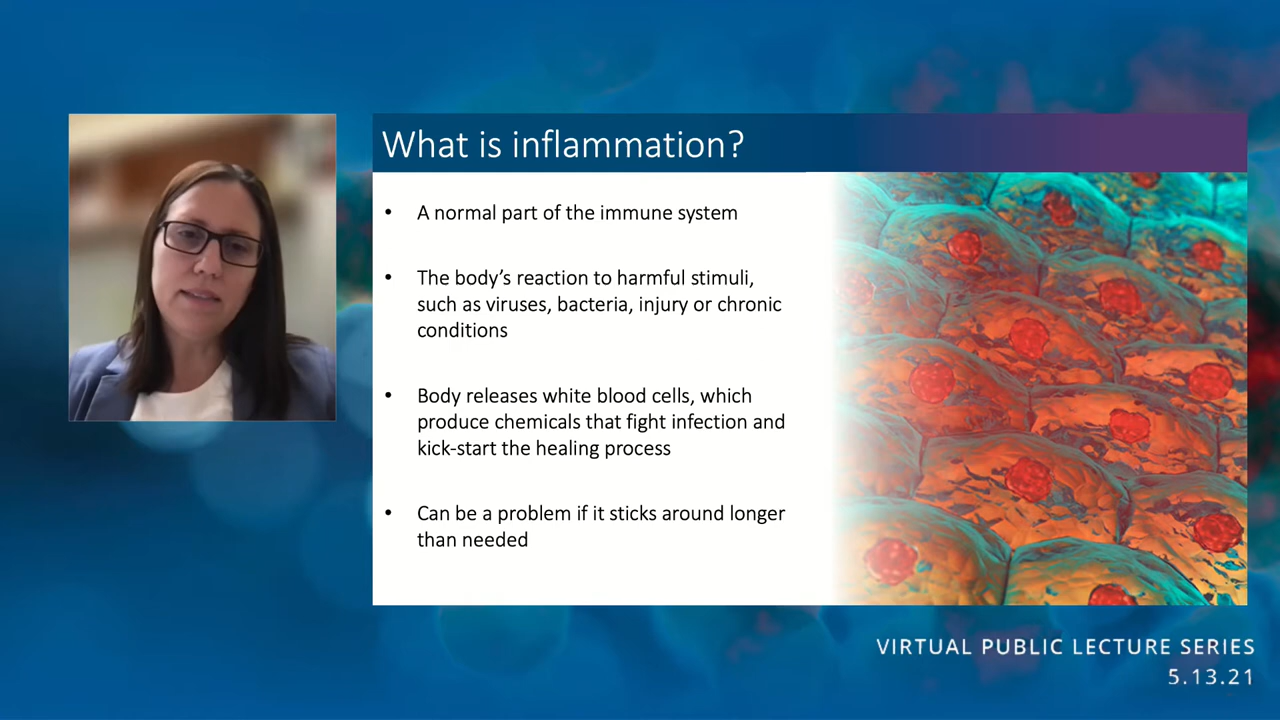 What is inflammation?
• A normal part of the immune system
• The body’s reaction to harmful stimuli,
such as viruses, bacteria, injury or chronic
conditions
• Body releases white blood cells, which
produce chemicals that fight infection and
kick-start the healing process
• Can be a problem if it sticks around longer
than needed
VIRTUAL PUBLIC LECTURE SERIES
5.13.21